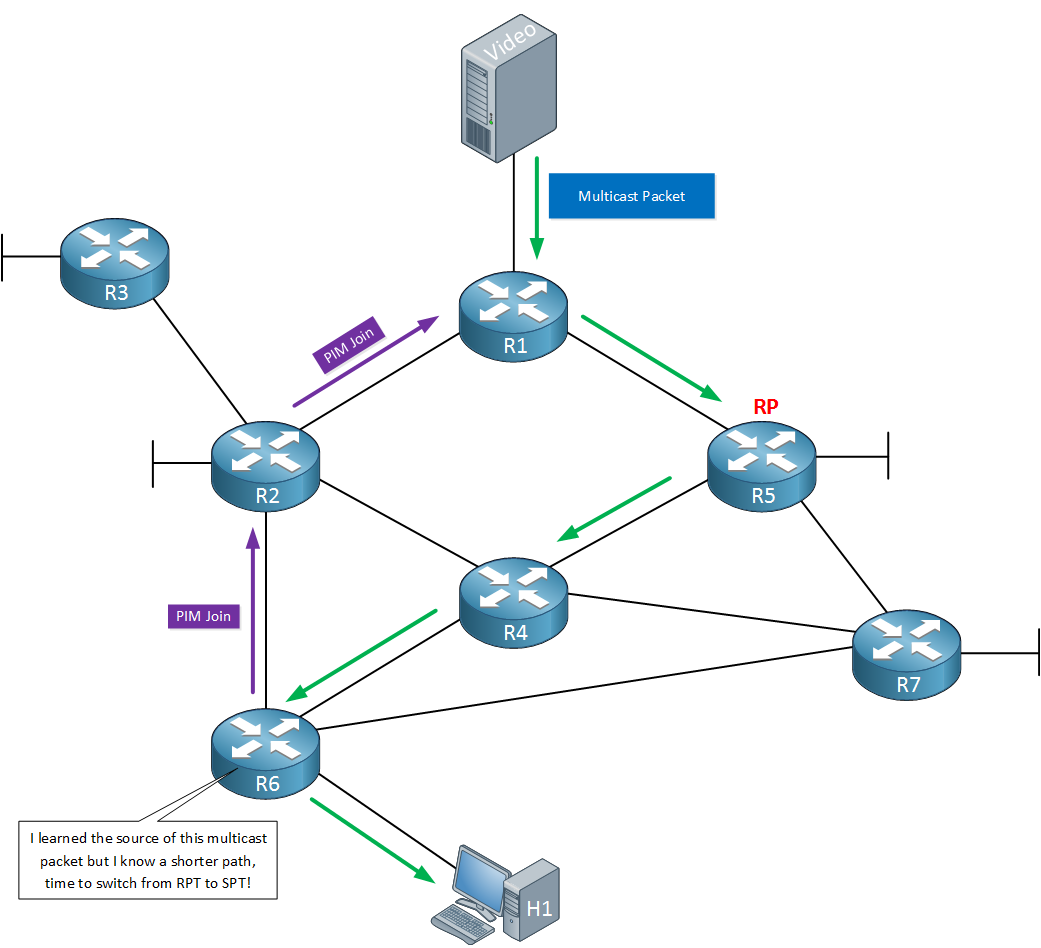 Video
Multicast Packet
R3
PIM Join
R1
RP
R2
R5
PIM Join
R4
R7
R6
I learned the source of this multicast
packet but I know a shorter path,
time to switch from RPT to SPT!
H1